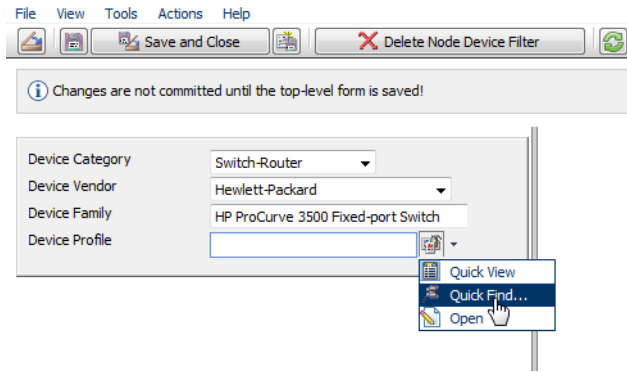 File View Tools Actions Help
Save and Close Delete Node Device Filter
Changes are not committed until the top-level form is saved!
Device Category Switch-Router
Device Vendor Hewlett-Packard
Device Family HP ProCurve 3500 Fixed-port Switch
Device Profile
Quick View
Quick Find...
Open